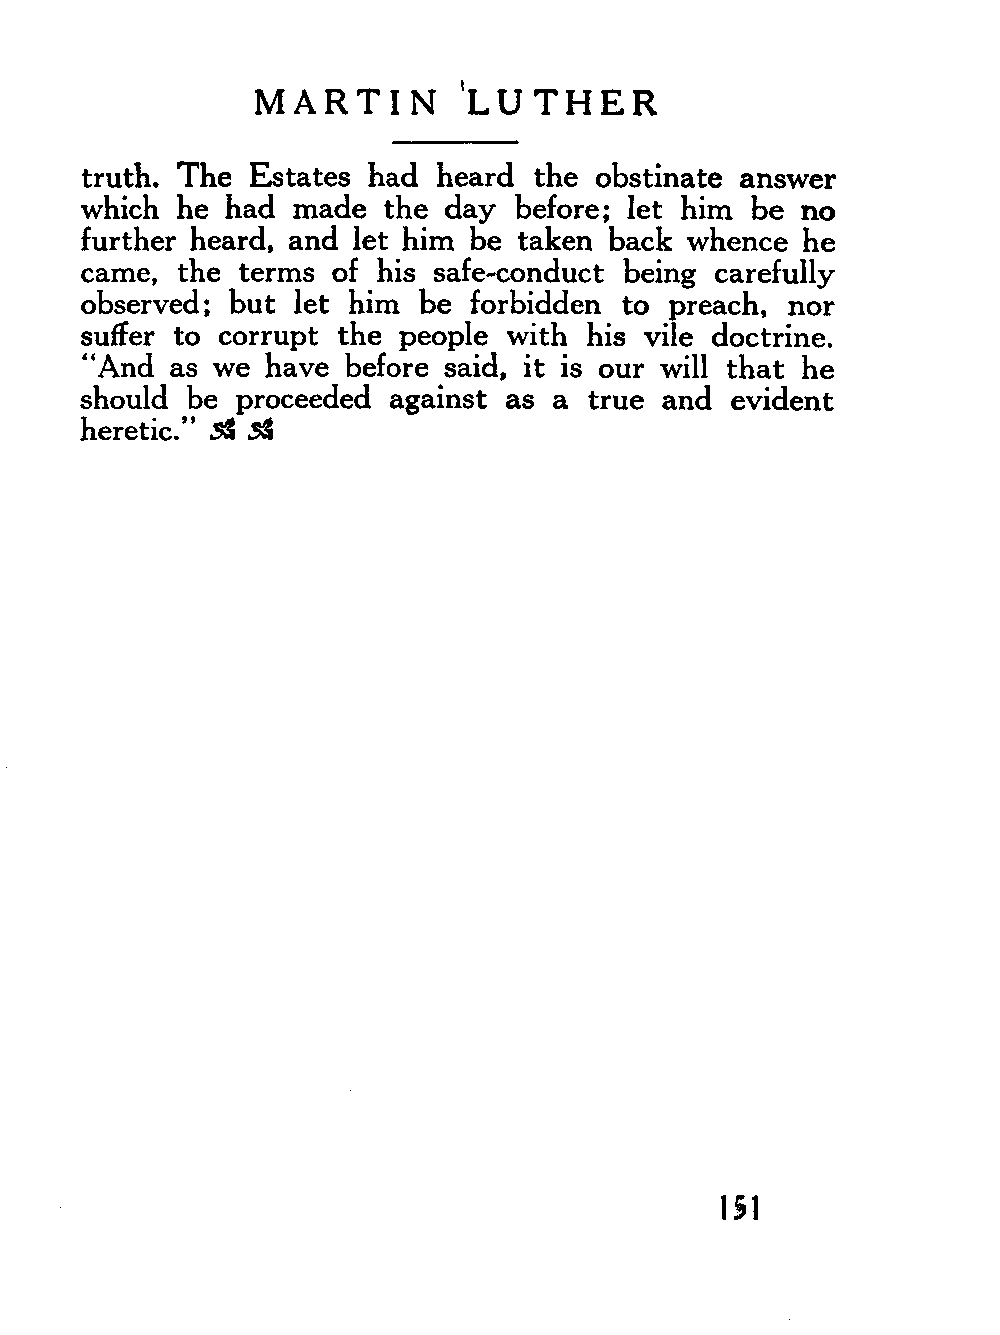 MARTIN LUTHER
truth. The Estates had heard the obstinate answer
which he had made the day before; let him be no
further heard, and let him be taken back whence he
came, the terms of his safe-conduct being carefully
observed; but let him be forbidden to preach, nor
suffer to corrupt the people with his vile doctrine.
“And as we have before said, it is our will that he
should be proceeded against as a true and evident
heretic.”
151